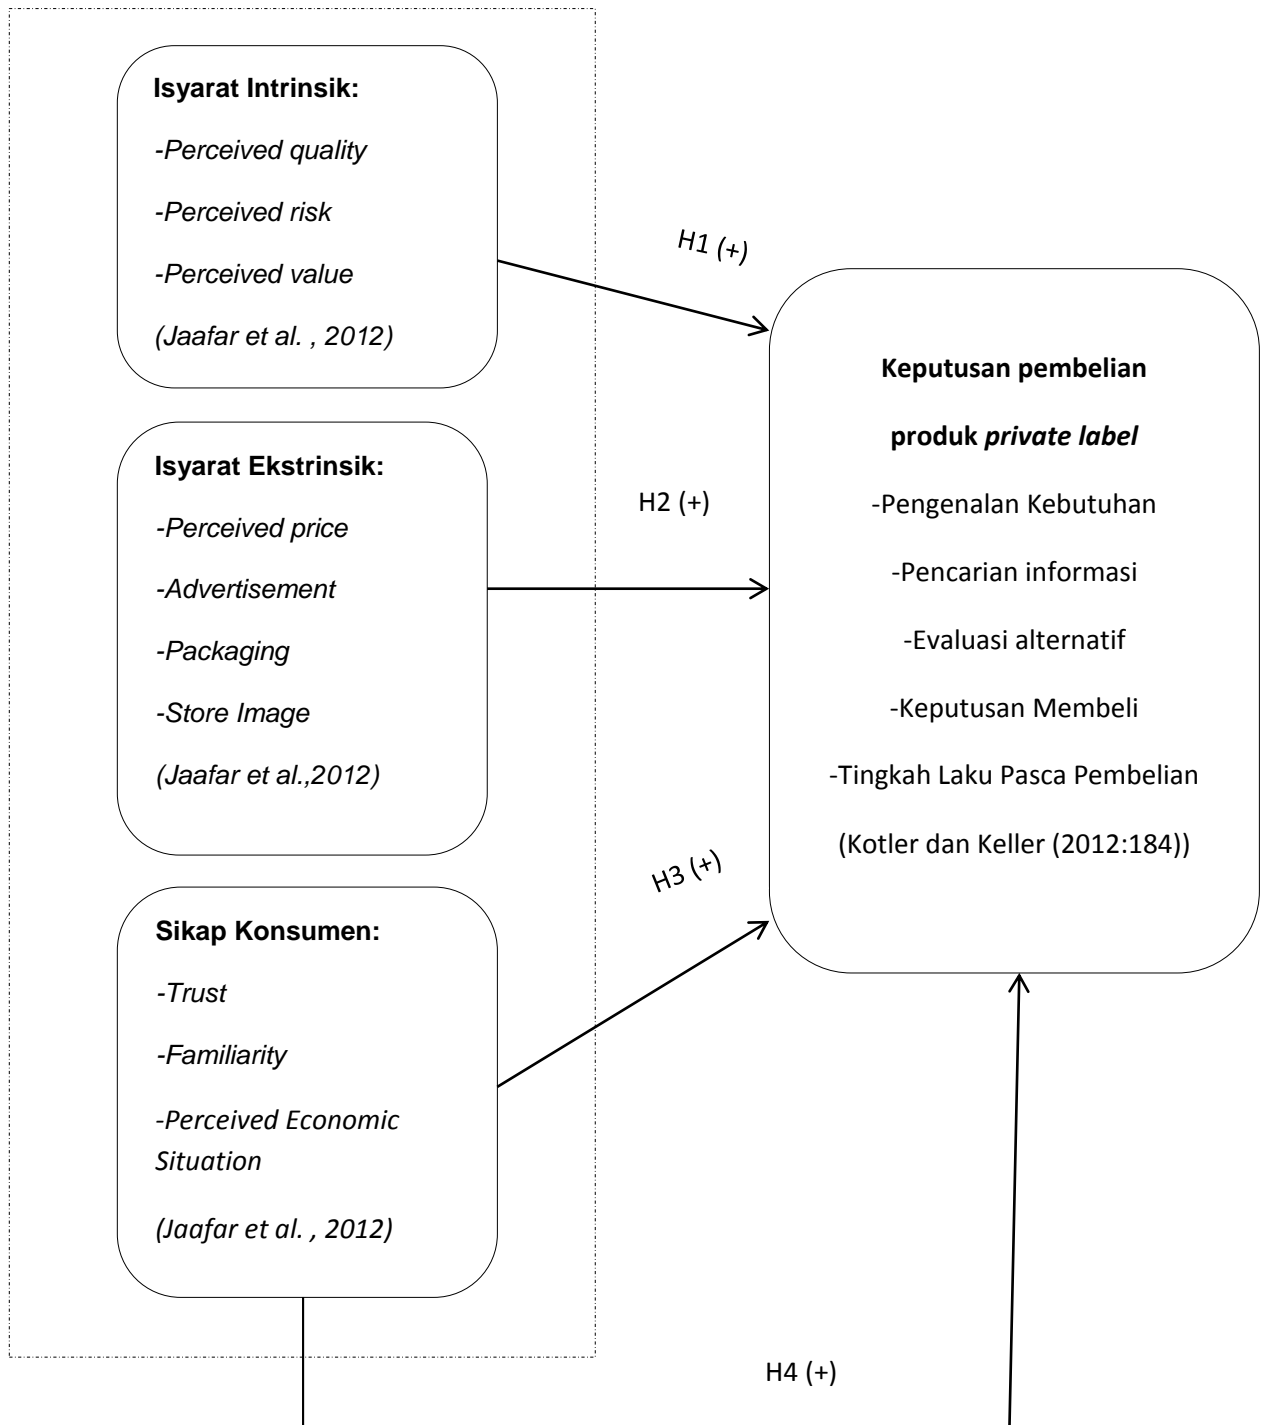 Isyarat Intrinsik:
-Perceived quality
-Perceived risk
-Perceived value
(Jaafar et al. , 2012)
H1 (+)
Isyarat Ekstrinsik:
-Perceived price
-Advertisement
-Packaging
-Store Image
(Jaafar et al.,2012)
H2 (+)
Sikap Konsumen:
-Trust
-Familiarity
-Perceived Economic
Situation
(Jaafar et al. , 2012)
H3 (+)
Keputusan pembelian
produk private label
-Pengenalan Kebutuhan
-Pencarian informasi
-Evaluasi alternatif
-Keputusan Membeli
-Tingkah Laku Pasca Pembelian
(Kotler dan Keller (2012:184))
H4 (+)